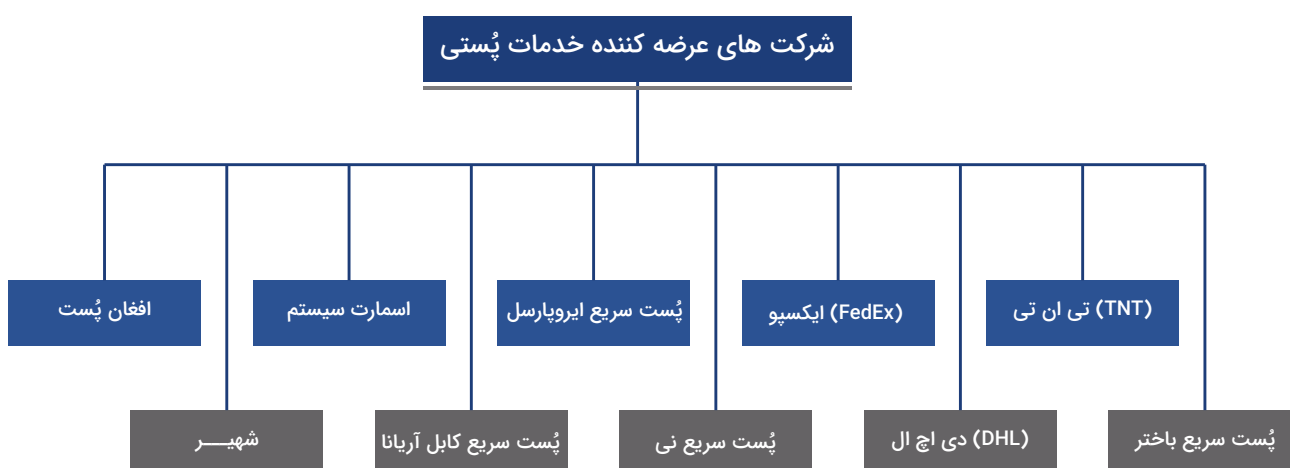 شرکت های عرضه کننده خدمات پُستی
تی ان تی (TNT)
ایکسپو (FedEx)
پُست سریع ایروپارسل
اسمارت سیستم
افغان پُست
پُست سریع باختر
دی اچ ال (DHL)
پُست سریع نی
پُست سریع کابل آریانا
شهیـــر